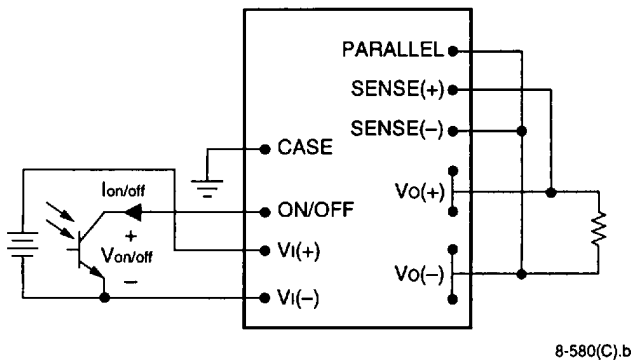 PARALLEL
SENSE(+)
SENSE(–)
CASE
Ion/off
ON/OFF
VO(+)
+
Von/off
–
VI(+)
VI(–)
VO(–)
8-580(C).b